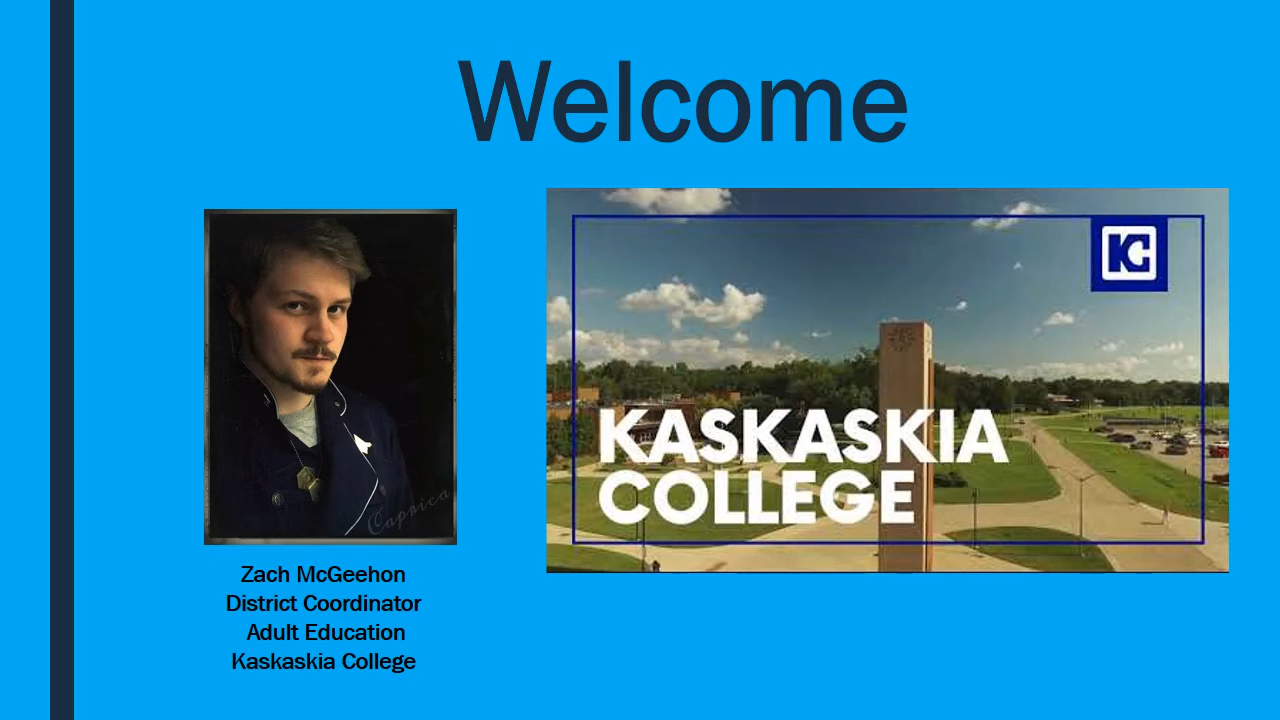 Welcome
KC
KASKASKIA
COLLEGE
Caprica
Zach McGeehon
District Coordinator
Adult Education
Kaskaskia College